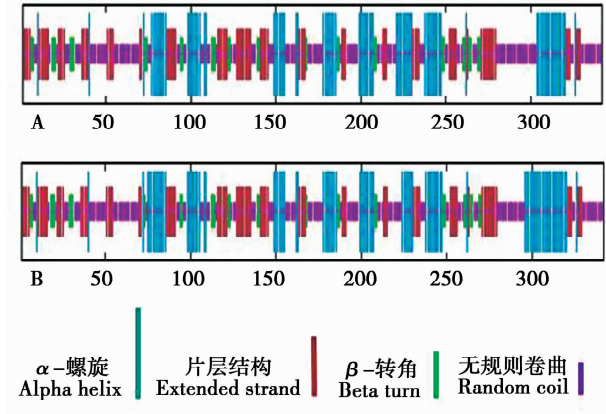 A 50 100 150 200 250 300
B 50 100 150 200 250 300
α-螺旋 片层结构 β-转角 无规则卷曲
Alpha helix Extended strand Beta turn Random coil